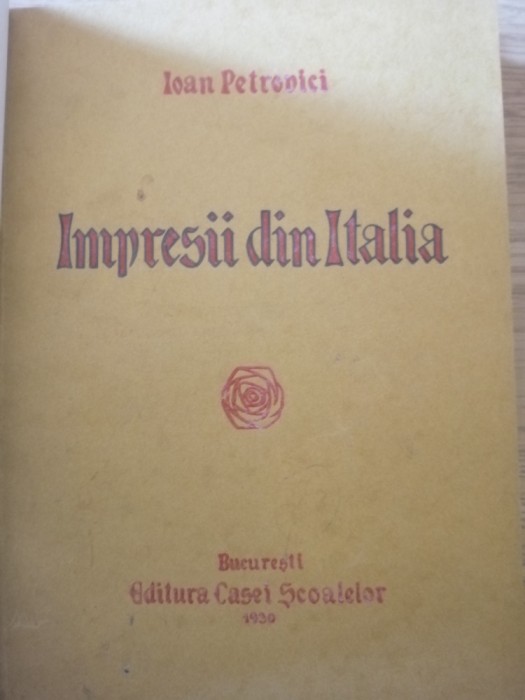 Ioan Petrovici
Impresii din Italia
București
Editura Casei Școalelor
1930